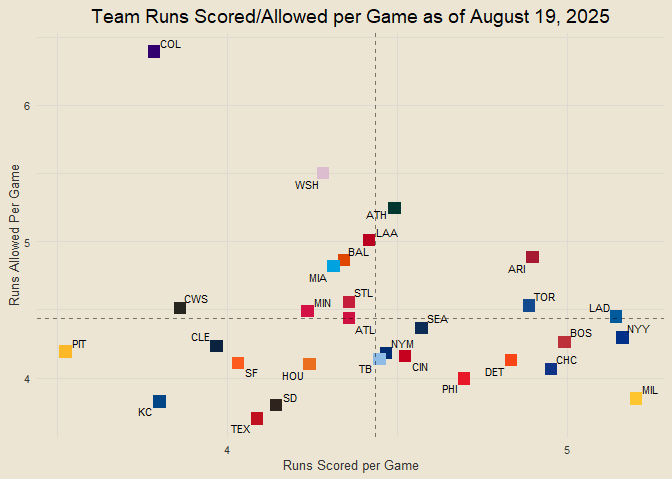 Team Runs Scored/Allowed per Game as of August 19, 2025
COL
6
WSH
ATH
LAA
5
BAL
MIA
ARI
STL
TOR
CWS
MIN
LAD
SEA
ATL
NYY
CLE
BOS
PIT
NYM
SF
HOU
TB
CIN
DET
CHC
4
PHI
MIL
KC
SD
TEX
4
5
Runs Scored per Game
Runs Allowed Per Game